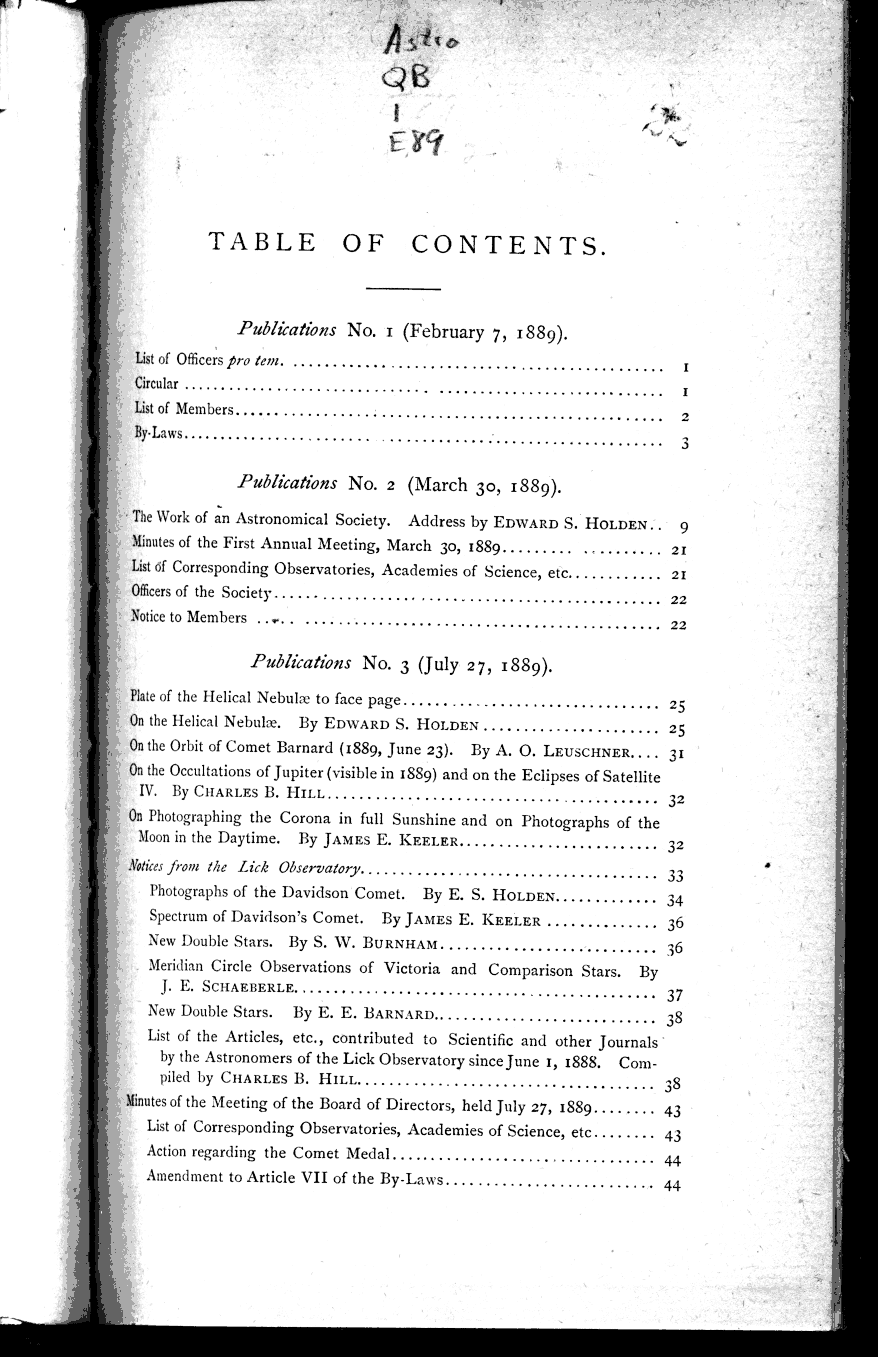 Astro
QB
1
E89
TABLE OF CONTENTS.
Publications No. 1 (February 7, 1889).
List of Officers pro tem. .......... 1
Circular .......... 1
List of Members.......... 2
By-Laws.......... 3
Publications No. 2 (March 30, 1889).
The Work of an Astronomical Society. Address by EDWARD S. HOLDEN.. 9
Minutes of the First Annual Meeting, March 30, 1889.......... 21
List of Corresponding Observatories, Academies of Science, etc.......... 21
Officers of the Society.......... 22
Notice to Members .......... 22
Publications No. 3 (July 27, 1889).
Plate of the Helical Nebulæ to face page.......... 25
On the Helical Nebulæ. By EDWARD S. HOLDEN.......... 25
On the Orbit of Comet Barnard (1889, June 23). By A. O. LEUSCHNER.... 31
On the Occultations of Jupiter (visible in 1889) and on the Eclipses of Satellite
IV. By CHARLES B. HILL.......... 32
On Photographing the Corona in full Sunshine and on Photographs of the
Moon in the Daytime. By JAMES E. KEELER.......... 32
Notices from the Lick Observatory.......... 33
Photographs of the Davidson Comet. By E. S. HOLDEN.......... 34
Spectrum of Davidson's Comet. By JAMES E. KEELER .......... 36
New Double Stars. By S. W. BURNHAM.......... 36
Meridian Circle Observations of Victoria and Comparison Stars. By
J. E. SCHAEBERLE.......... 37
New Double Stars. By E. E. BARNARD.......... 38
List of the Articles, etc., contributed to Scientific and other Journals
by the Astronomers of the Lick Observatory since June 1, 1888. Com-
piled by CHARLES B. HILL.......... 38
Minutes of the Meeting of the Board of Directors, held July 27, 1889........ 43
List of Corresponding Observatories, Academies of Science, etc........ 43
Action regarding the Comet Medal.......... 44
Amendment to Article VII of the By-Laws.......... 44